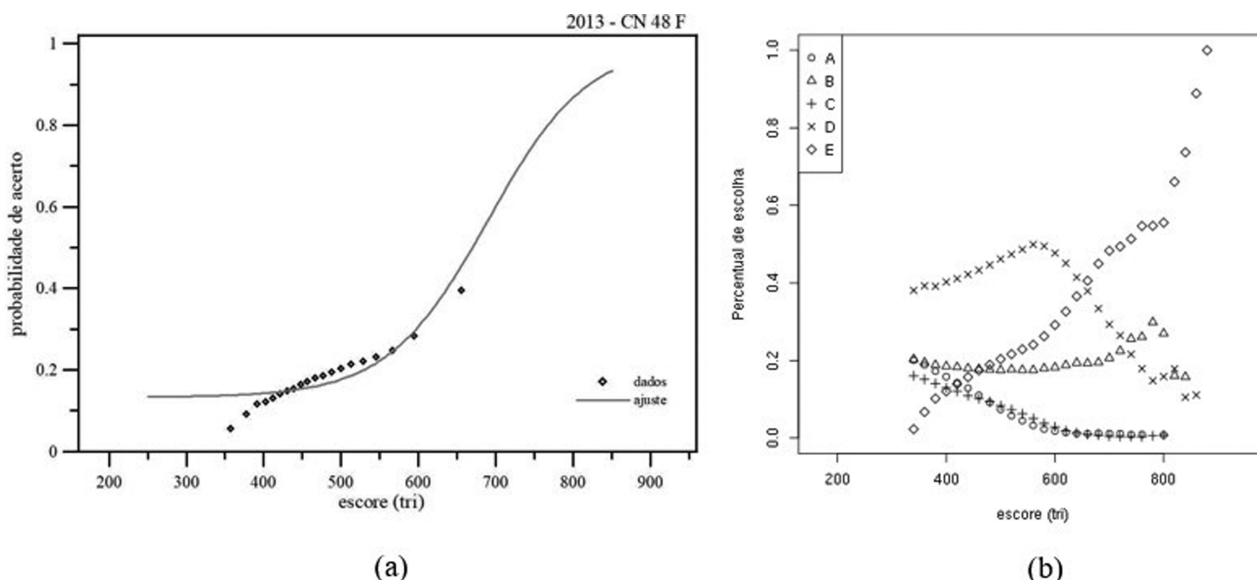 2013 - CN 48 F
probabilidade de acerto
1
0.8
0.6
0.4
0.2
0
dados
ajuste
200 300 400 500 600 700 800 900
escore (tri)
(a)
A
B
C
D
E
Percentual de escolha
1.0
0.8
0.6
0.4
0.2
0.0
200 400 600 800
escore (tri)
(b)